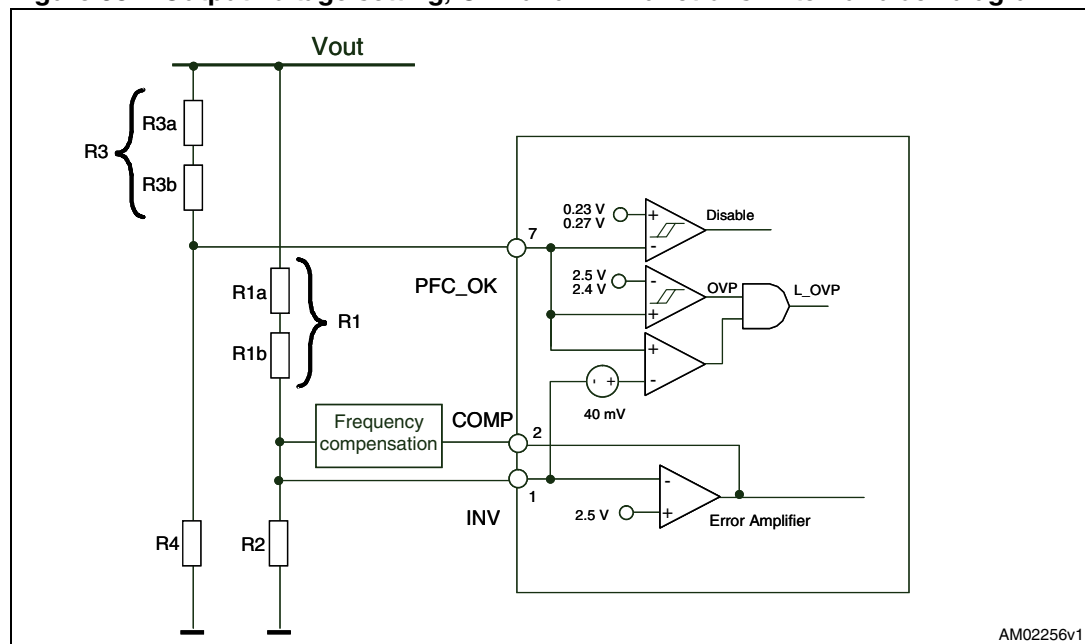 Vout
R3a
R3
R3b
0.23 V
0.27 V
Disable
7
PFC_OK
2.5 V
2.4 V
OVP
L_OVP
R1a
R1
R1b
40 mV
Frequency
compensation
COMP
2
1
INV
2.5 V
Error Amplifier
R4
R2
AM02256v1